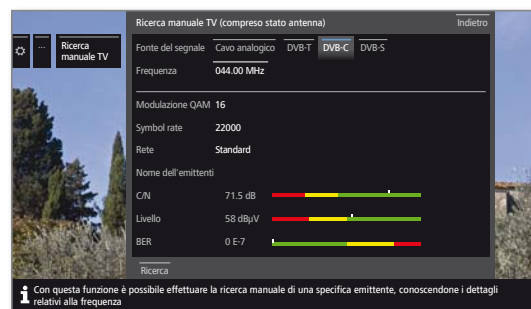 Ricerca manuale TV (compreso stato antenna) Indietro
...
Ricerca
manuale TV
Fonte del segnale Cavo analogico DVB-T DVB-C DVB-S
Frequenza 044.00 MHz
Modulazione QAM 16
Symbol rate 22000
Rete Standard
Nome dell'emittenti
C/N 71.5 dB
Livello 58 dBµV
BER 0 E-7
Ricerca
Con questa funzione è possibile effettuare la ricerca manuale di una specifica emittente, conoscendone i dettagli
relativi alla frequenza